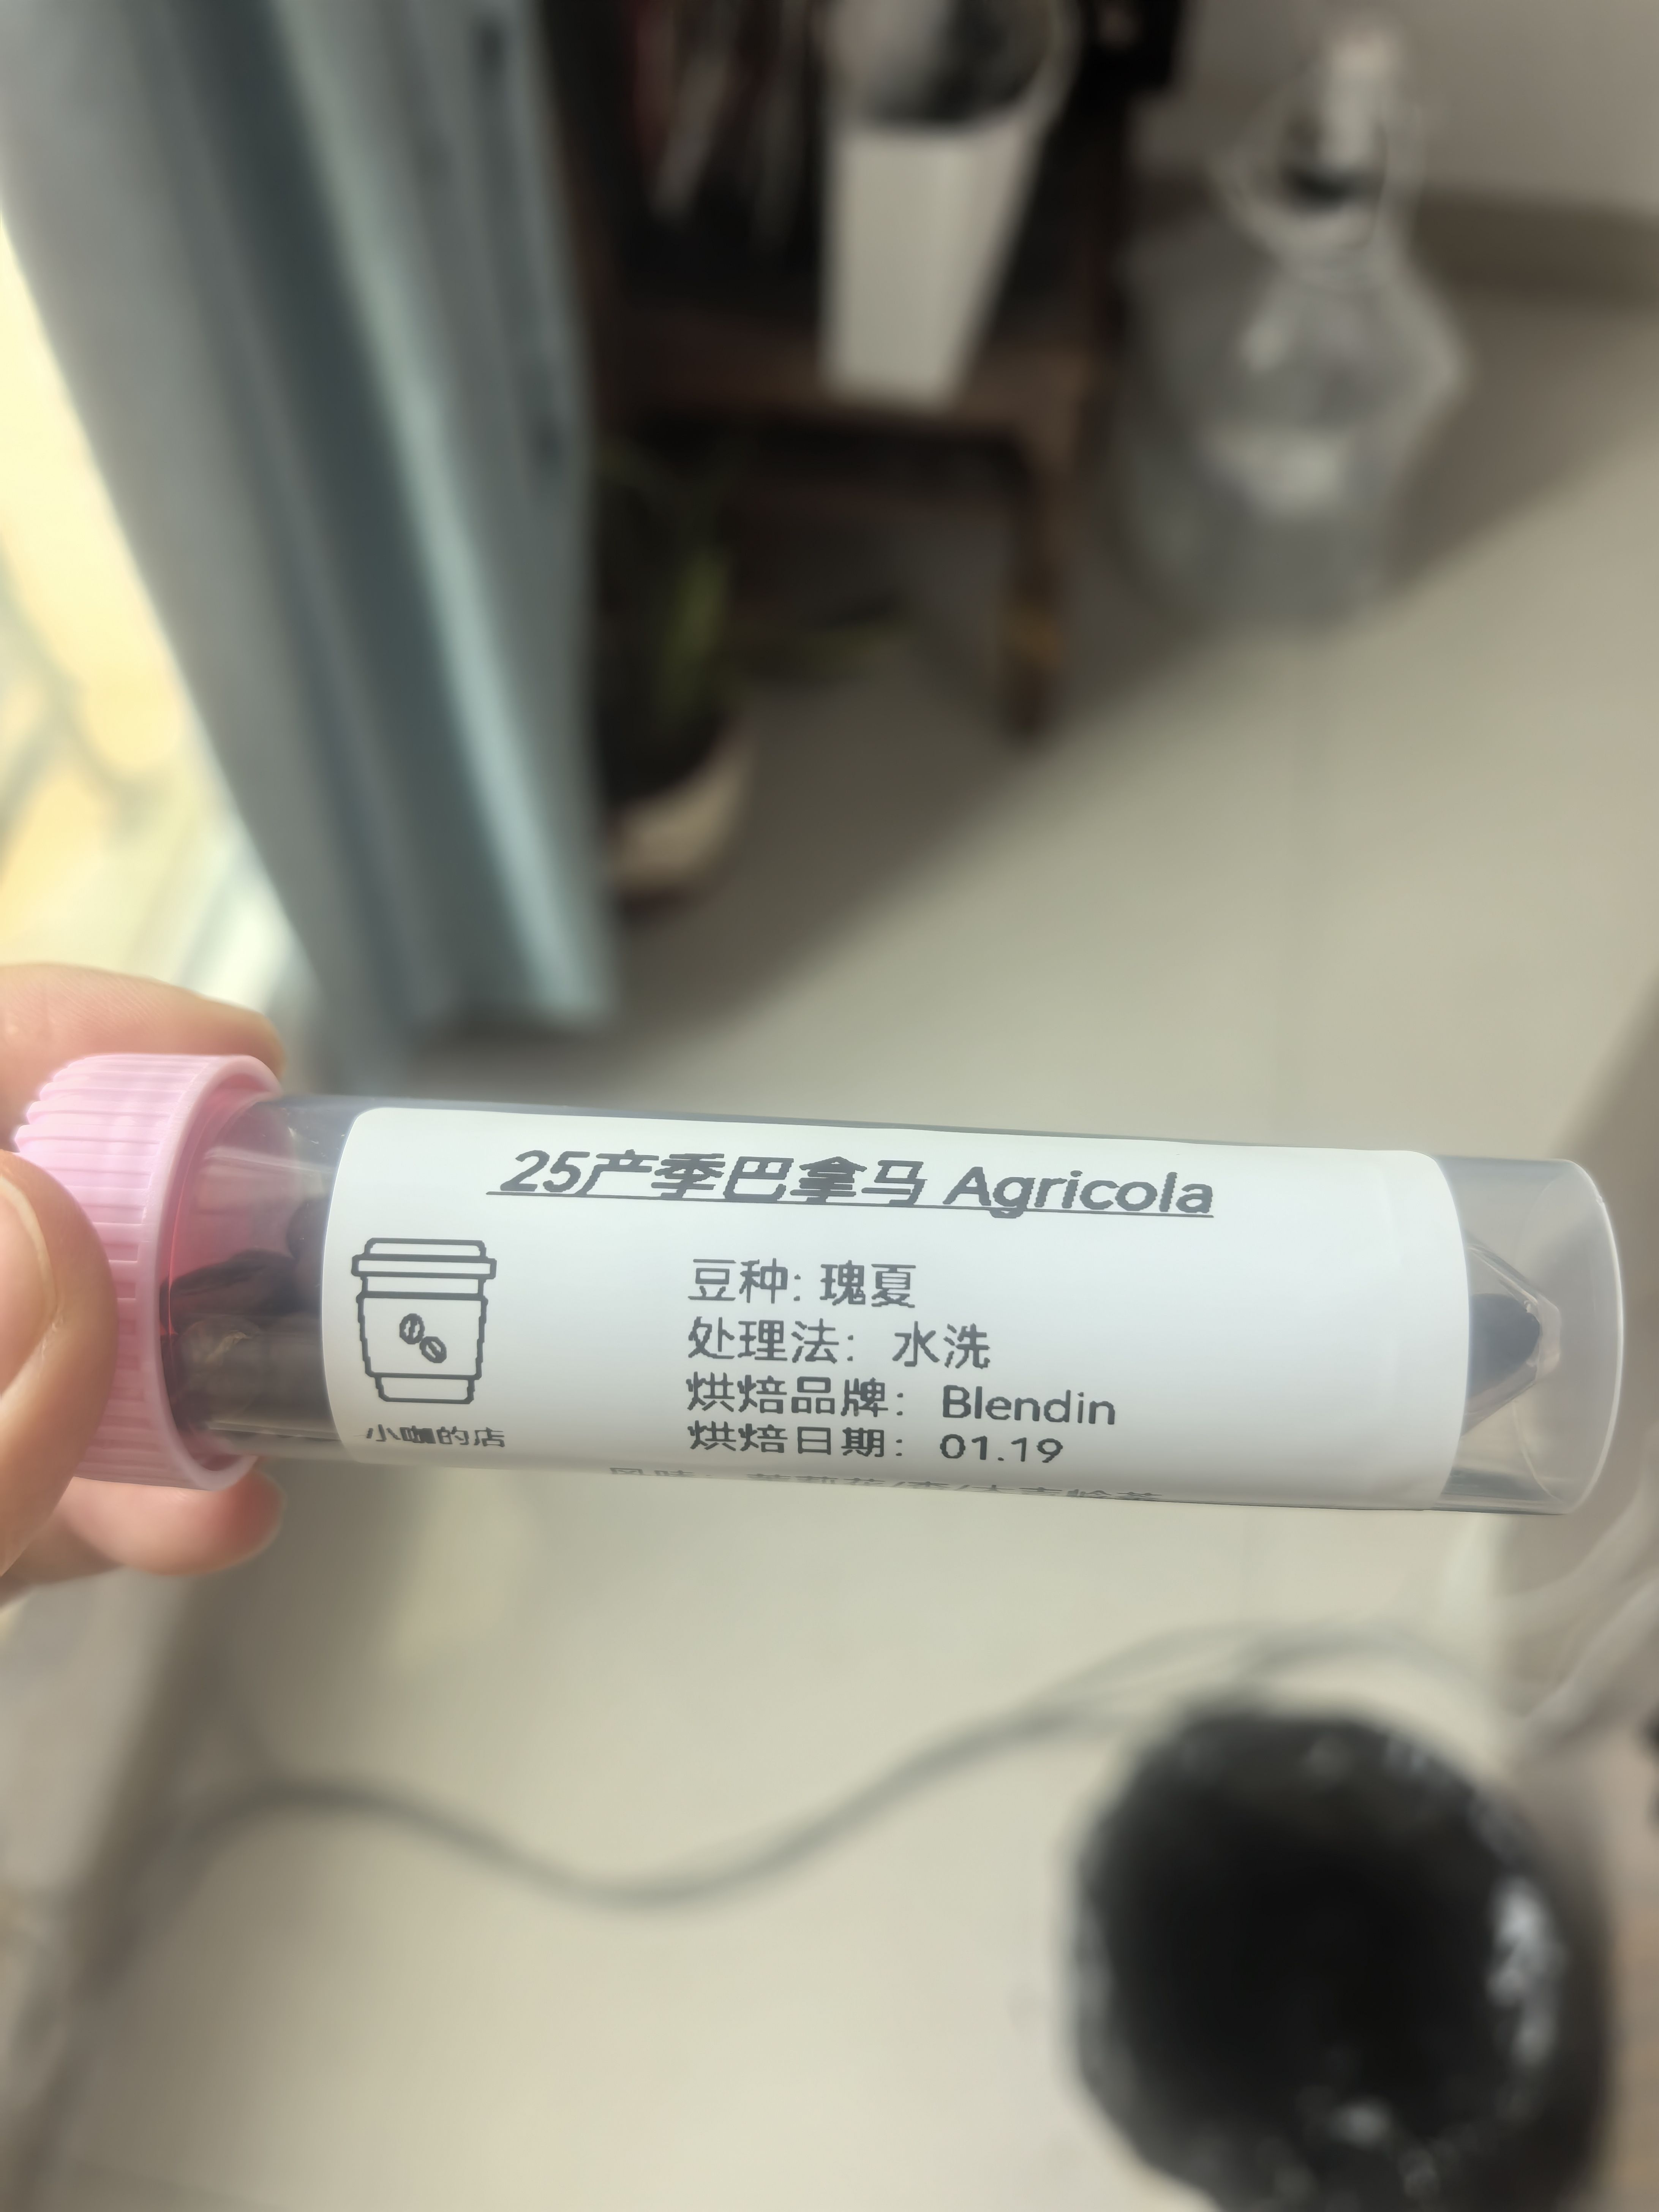 25产季巴拿马 Agricola
豆种: 瑰夏
处理法: 水洗
烘焙品牌: Blendin
烘焙日期: 01.19
小咖的店